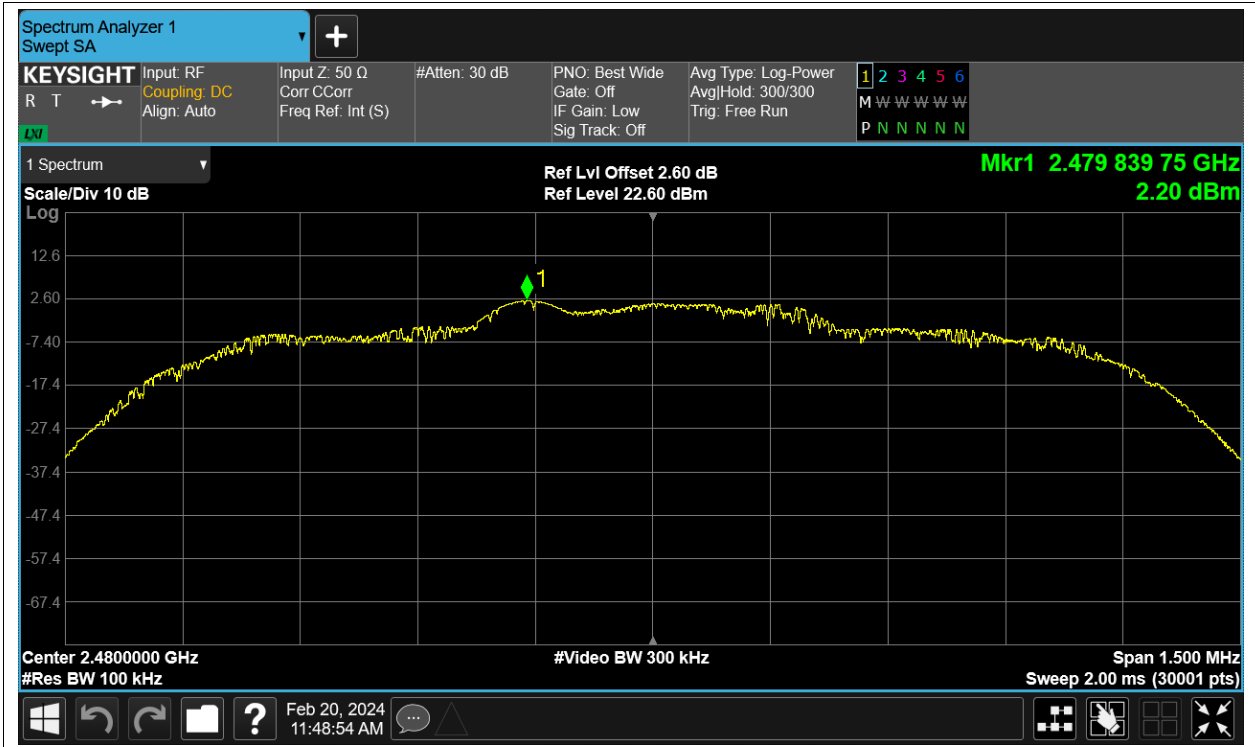 Spectrum Analyzer 1
Swept SA
+
KEYSIGHT
R T
LXI
Input: RF
Coupling: DC
Align: Auto
Input Z: 50 Ω
Corr CCorr
Freq Ref: Int (S)
#Atten: 30 dB
PNO: Best Wide
Gate: Off
IF Gain: Low
Sig Track: Off
Avg Type: Log-Power
Avg|Hold: 300/300
Trig: Free Run
1 2 3 4 5 6
M W W W W W
P N N N N N
1 Spectrum
Scale/Div 10 dB
Log
Ref Lvl Offset 2.60 dB
Ref Level 22.60 dBm
Mkr1 2.479 839 75 GHz
2.20 dBm
12.6
2.60
-7.40
-17.4
-27.4
-37.4
-47.4
-57.4
-67.4
1
Center 2.4800000 GHz
#Res BW 100 kHz
#Video BW 300 kHz
Span 1.500 MHz
Sweep 2.00 ms (30001 pts)
?
Feb 20, 2024
11:48:54 AM